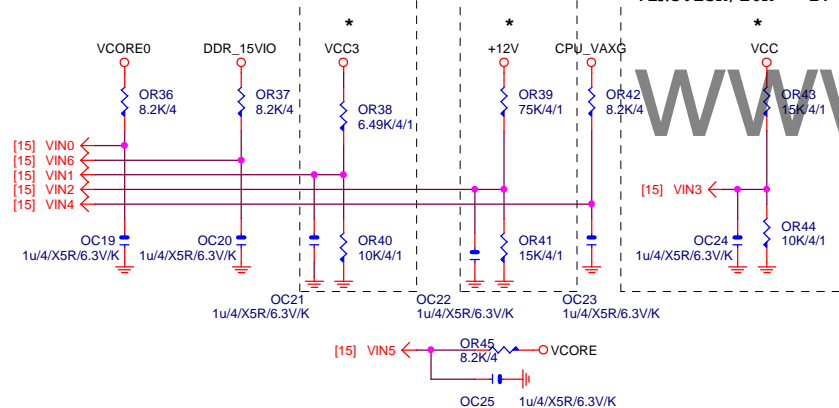 * * *
VCORE0 DDR_15VIO VCC3 +12V CPU_VAXG VCC
OR36 8.2K/4
OR37 8.2K/4
OR38 6.49K/4/1
OR39 75K/4/1
OR42 8.2K/4
OR43 15K/4/1
WW
[15] VIN0
[15] VIN6
[15] VIN1
[15] VIN2
[15] VIN4
[15] VIN3
OC19 1u/4/X5R/6.3V/K
OC20 1u/4/X5R/6.3V/K
OR40 10K/4/1
OR41 15K/4/1
OC24 1u/4/X5R/6.3V/K
OR44 10K/4/1
OC21 1u/4/X5R/6.3V/K
OC22 1u/4/X5R/6.3V/K
OC23 1u/4/X5R/6.3V/K
[15] VIN5
OR45 8.2K/4
VCORE
OC25 1u/4/X5R/6.3V/K